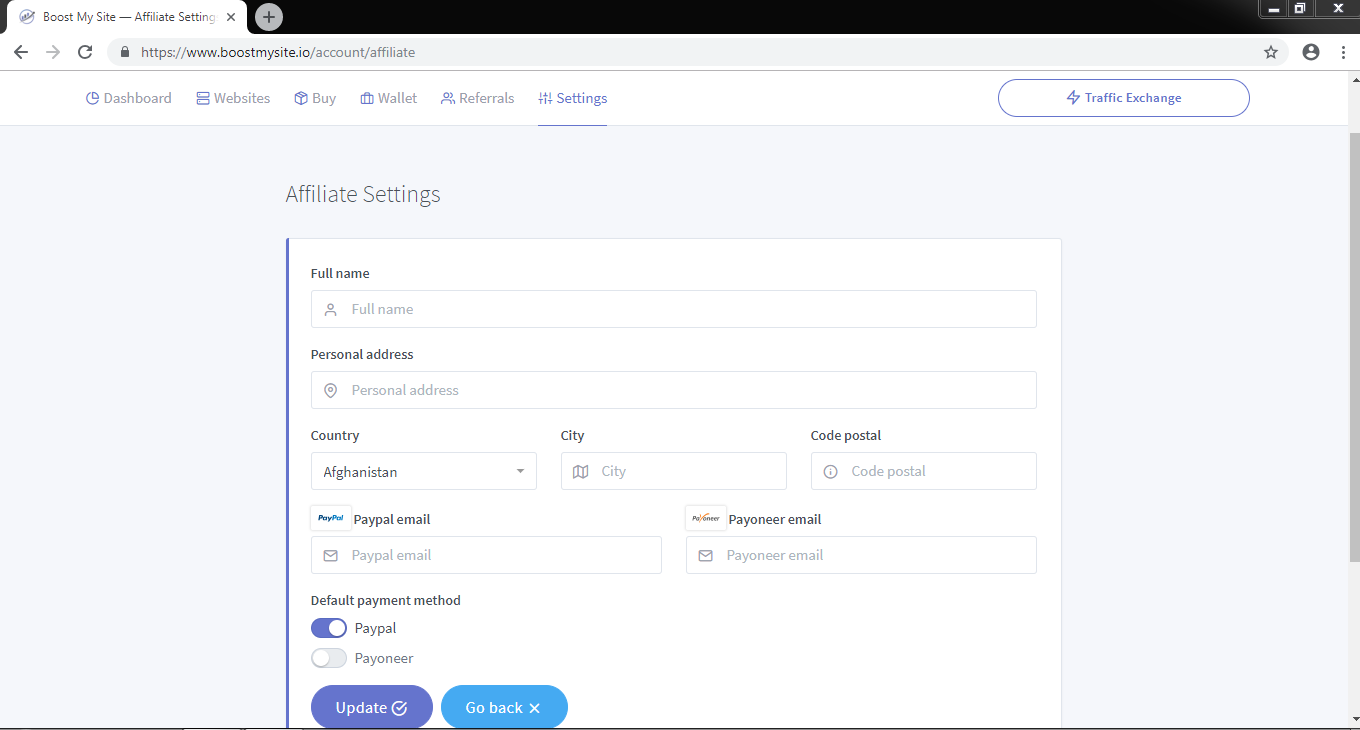 Boost My Site — Affiliate Setting
https://www.boostmysite.io/account/affiliate
Dashboard Websites Buy Wallet Referrals Settings Traffic Exchange
Affiliate Settings
Full name
Full name
Personal address
Personal address
Country City Code postal
Afghanistan City Code postal
PayPal Paypal email Payoneer Payoneer email
Paypal email Payoneer email
Default payment method
Paypal
Payoneer
Update Go back